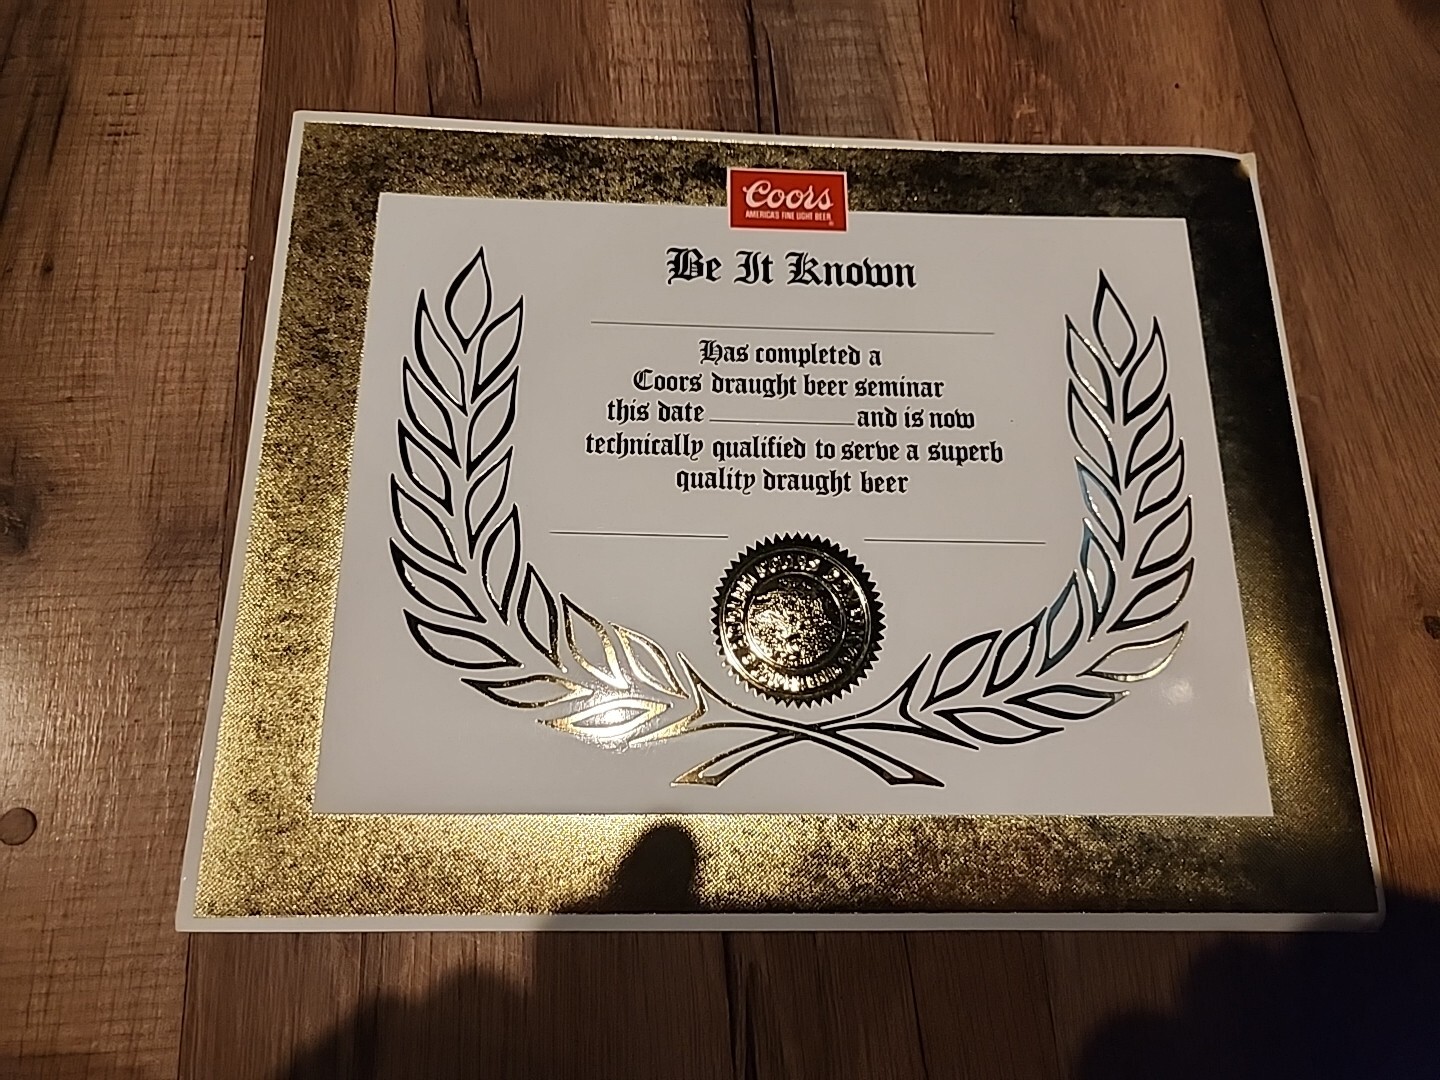 Coors
AMERICA'S FINE LIGHT BEER
Be It Known
Has completed a
Coors draught beer seminar
this date and is now
technically qualified to serve a superb
quality draught beer